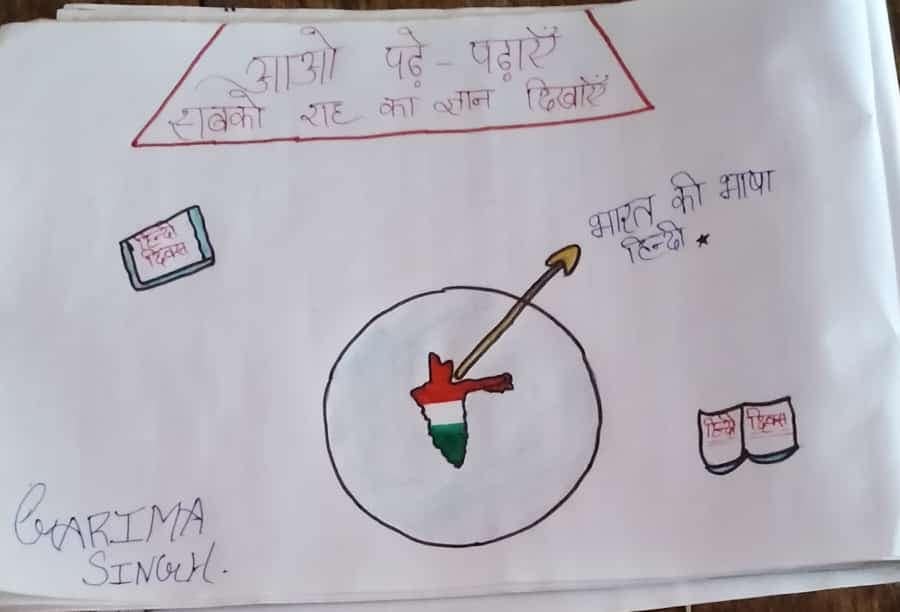 आओ पढ़े - पढ़ाएँ
सबको राह का ज्ञान दिखाएँ
हिन्दी
दिवस
भारत की भाषा
हिन्दी ★
हिन्दी दिवस
GARIMA
SINGH.